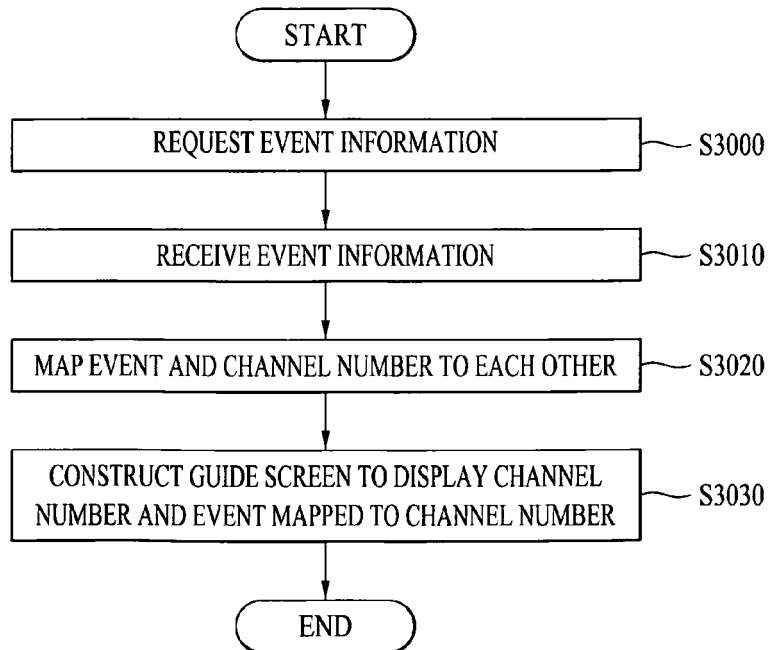 START
REQUEST EVENT INFORMATION
S3000
RECEIVE EVENT INFORMATION
S3010
MAP EVENT AND CHANNEL NUMBER TO EACH OTHER
S3020
CONSTRUCT GUIDE SCREEN TO DISPLAY CHANNEL
NUMBER AND EVENT MAPPED TO CHANNEL NUMBER
S3030
END